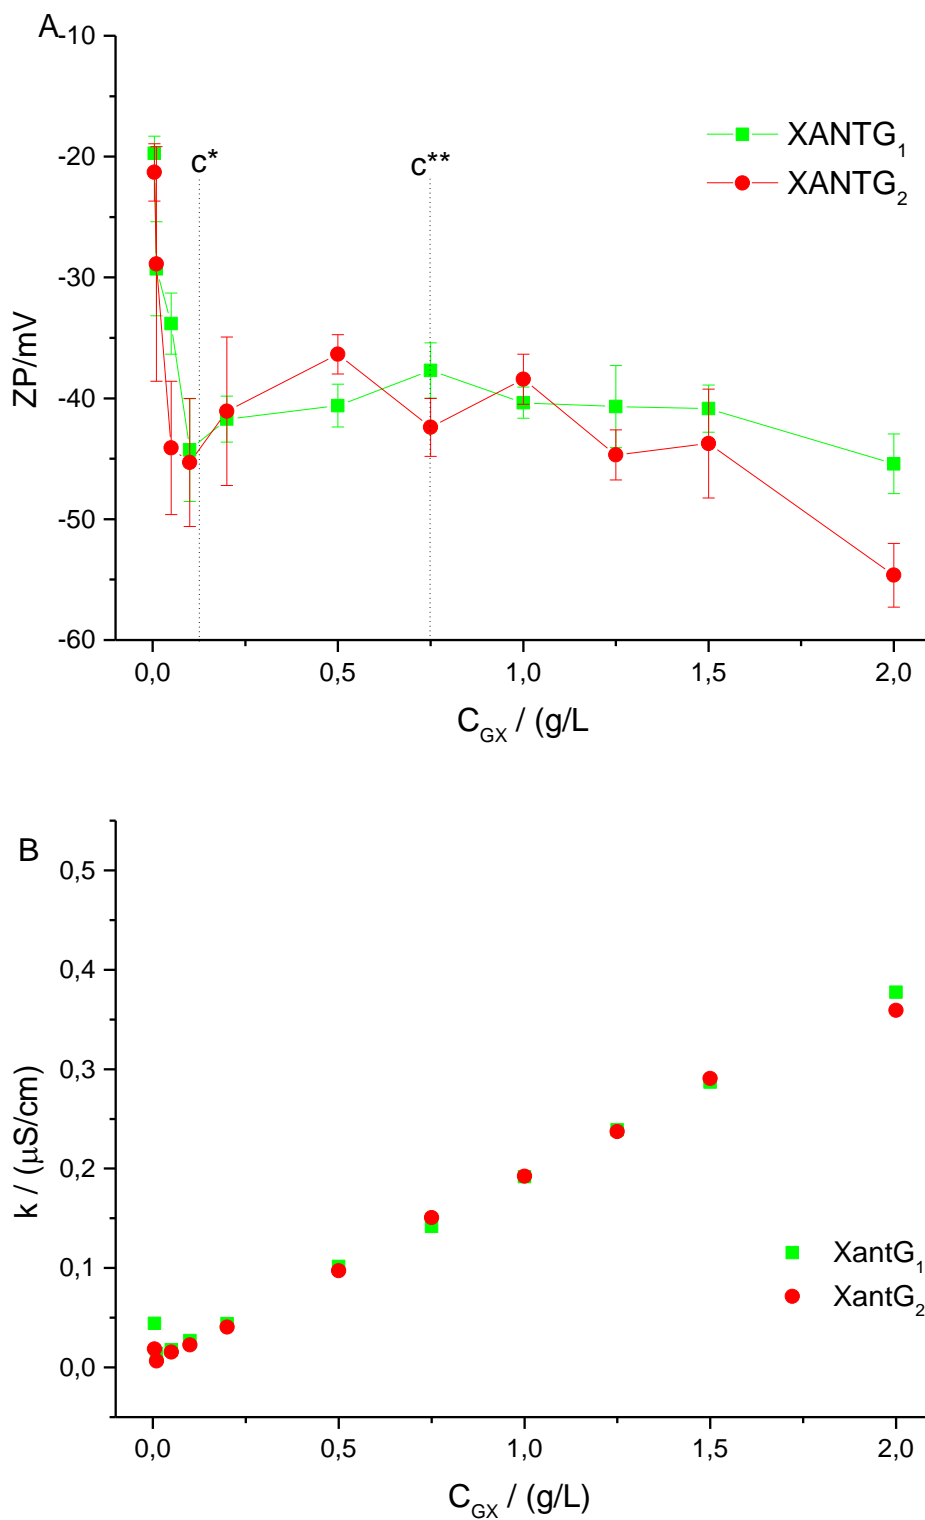 A
-10
-20
-30
-40
-50
-60
ZP/mV
c*
c**
XANTG1
XANTG2
0,0 0,5 1,0 1,5 2,0
CGX / (g/L
B
0,5
0,4
0,3
0,2
0,1
0,0
k / (μS/cm)
XantG1
XantG2
0,0 0,5 1,0 1,5 2,0
CGX / (g/L)